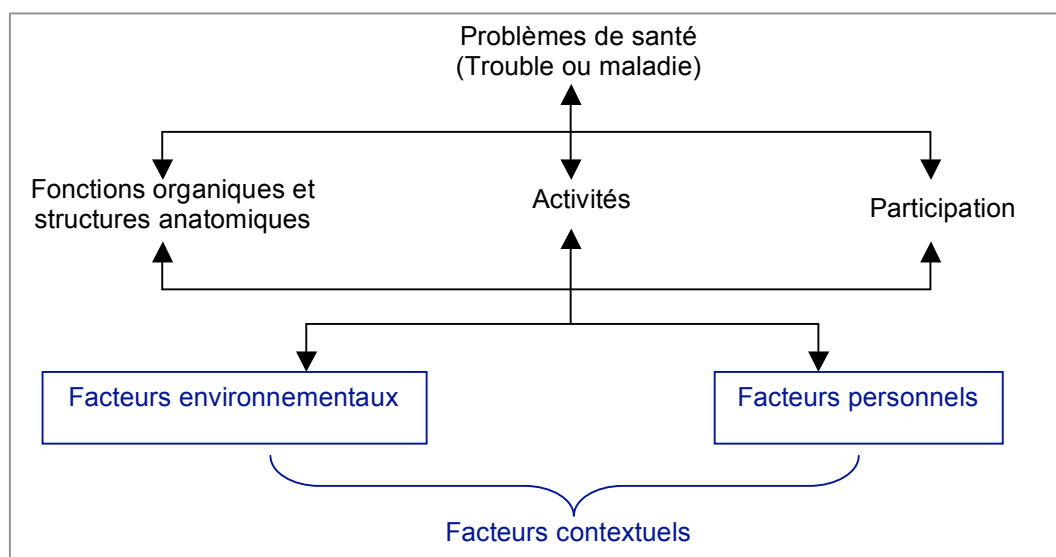 Problèmes de santé
(Trouble ou maladie)
Fonctions organiques et
structures anatomiques
Activités
Participation
Facteurs environnementaux
Facteurs personnels
Facteurs contextuels